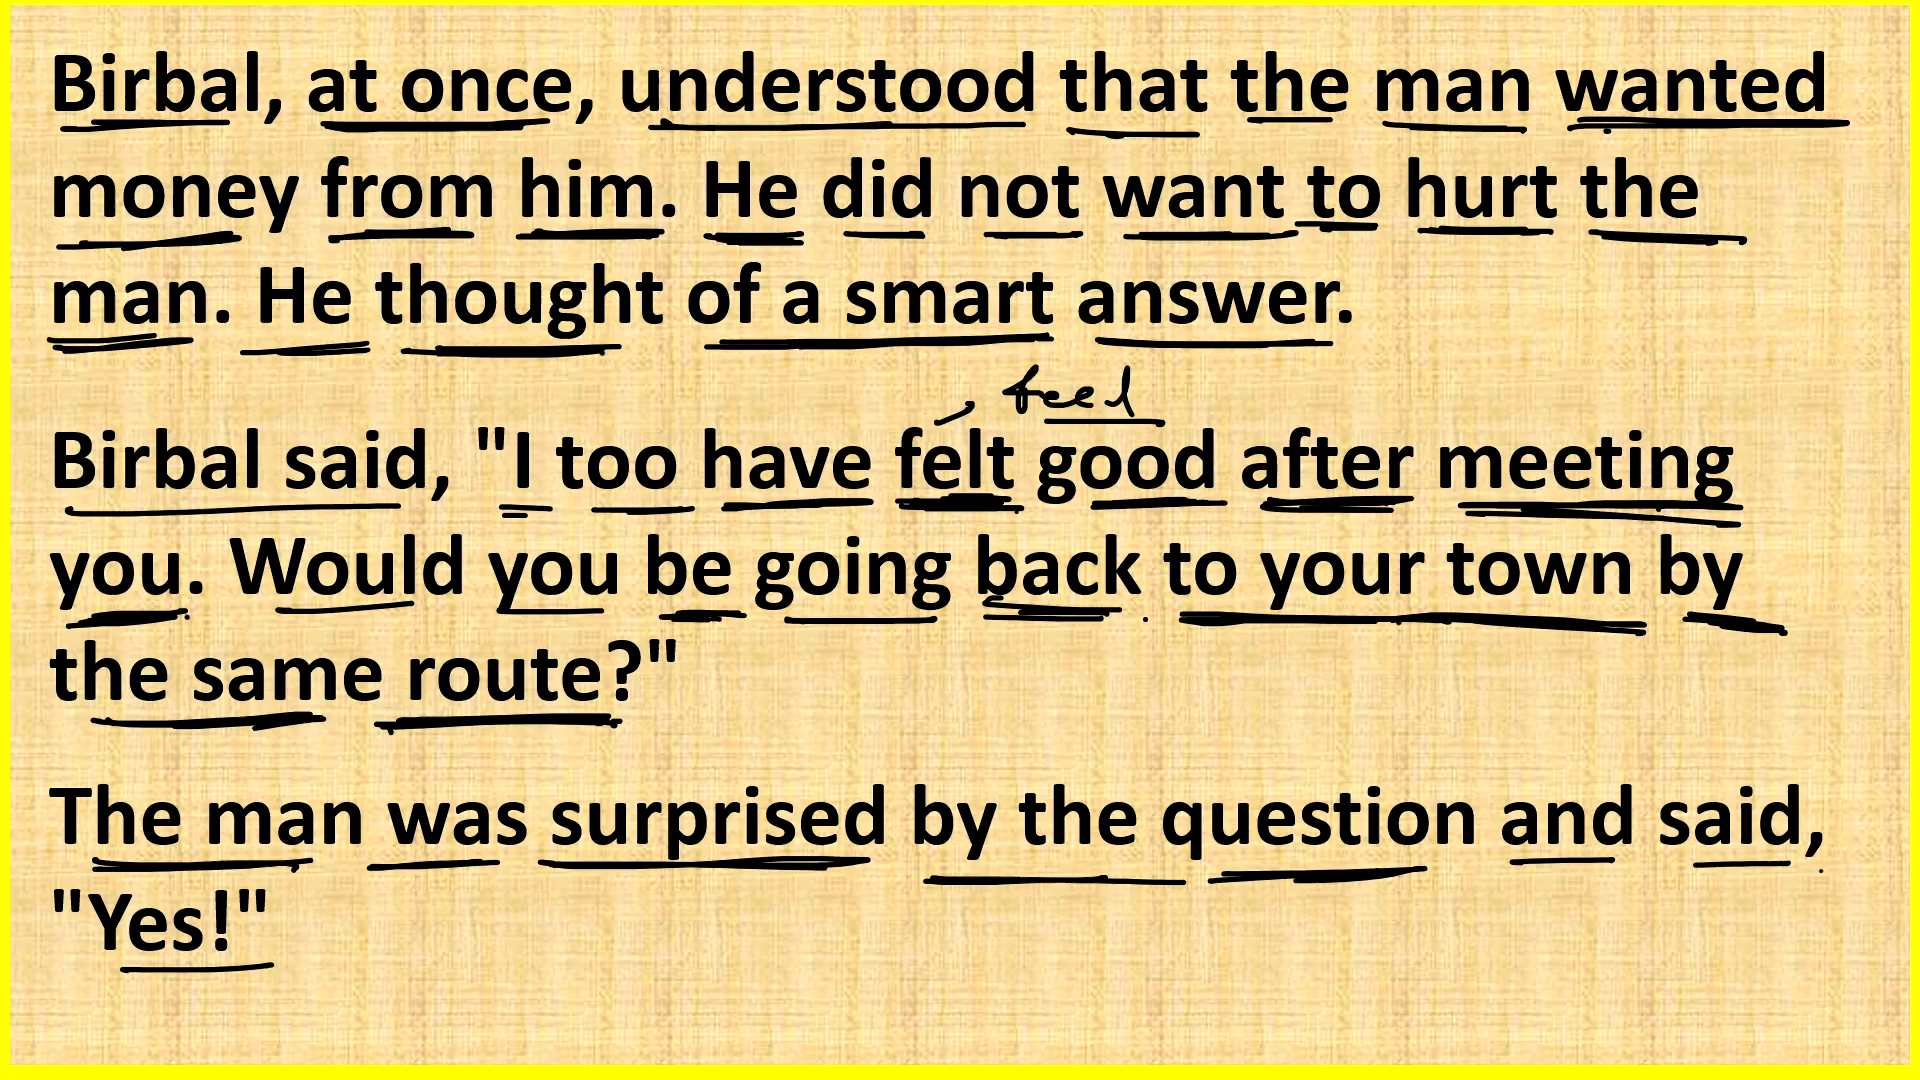 Birbal, at once, understood that the man wanted
money from him. He did not want to hurt the
man. He thought of a smart answer.
feel
Birbal said, "I too have felt good after meeting
you. Would you be going back to your town by
the same route?"
The man was surprised by the question and said,
"Yes!"